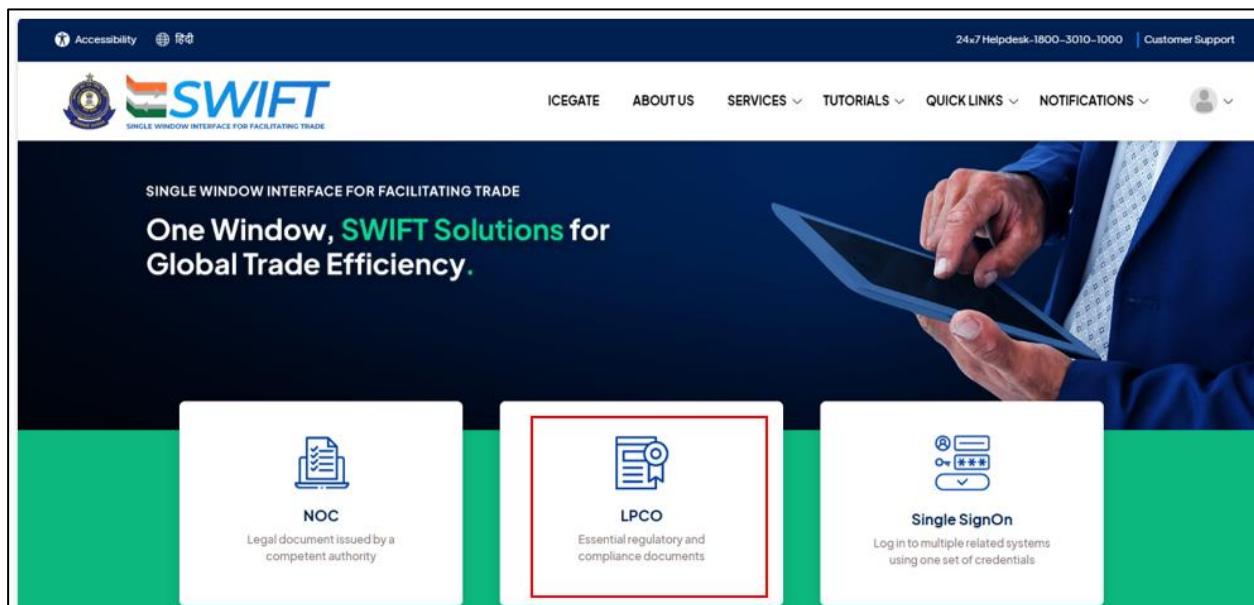 Accessibility हिंदी 24x7 Helpdesk-1800-3010-1000 Customer Support
SWIFT
SINGLE WINDOW INTERFACE FOR FACILITATING TRADE
ICEGATE ABOUT US SERVICES TUTORIALS QUICK LINKS NOTIFICATIONS
SINGLE WINDOW INTERFACE FOR FACILITATING TRADE
One Window, SWIFT Solutions for
Global Trade Efficiency.
NOC
Legal document issued by a
competent authority
LPCO
Essential regulatory and
compliance documents
Single SignOn
Log in to multiple related systems
using one set of credentials